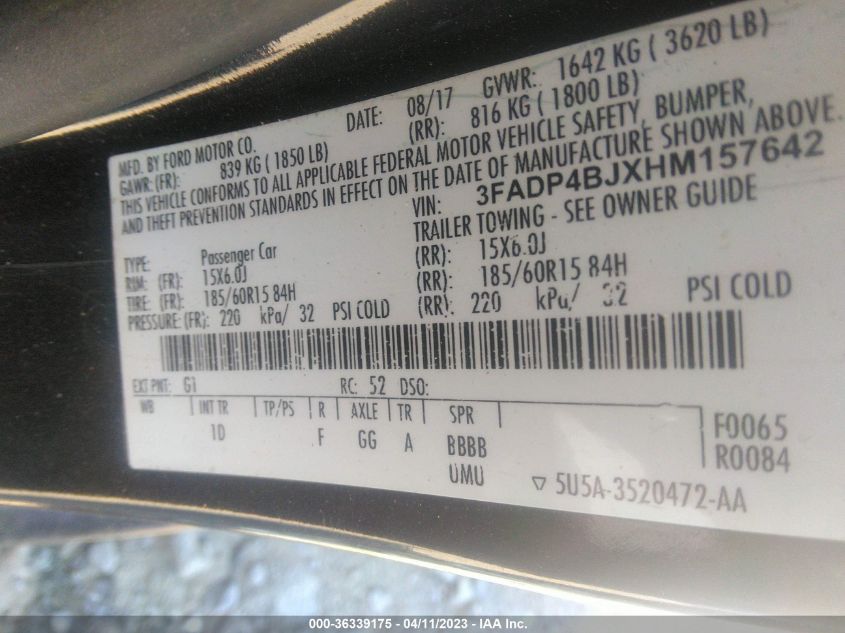 MFD. BY FORD MOTOR CO. DATE: 08/17 GVWR: 1642 KG ( 3620 LB)
GAWR: (FR): 839 KG ( 1850 LB) (RR): 816 KG ( 1800 LB)
THIS VEHICLE CONFORMS TO ALL APPLICABLE FEDERAL MOTOR VEHICLE SAFETY, BUMPER,
AND THEFT PREVENTION STANDARDS IN EFFECT ON THE DATE OF MANUFACTURE SHOWN ABOVE.
VIN: 3FADP4BJXHM157642
TYPE: Passenger Car TRAILER TOWING - SEE OWNER GUIDE
RIM: (FR): 15X6.0J (RR): 15X6.0J
TIRE: (FR): 185/60R15 84H (RR): 185/60R15 84H
PRESSURE: (FR): 220 kPa/ 32 PSI COLD (RR): 220 kPa/ 32 PSI COLD
EXT PNT: G1 RC: 52 DSO:
WB INT TR TP/PS R AXLE TR SPR F0065
1D F GG A BBBB R0084
UMU ▽ 5U5A-3520472-AA
000-36339175 - 04/11/2023 - IAA Inc.